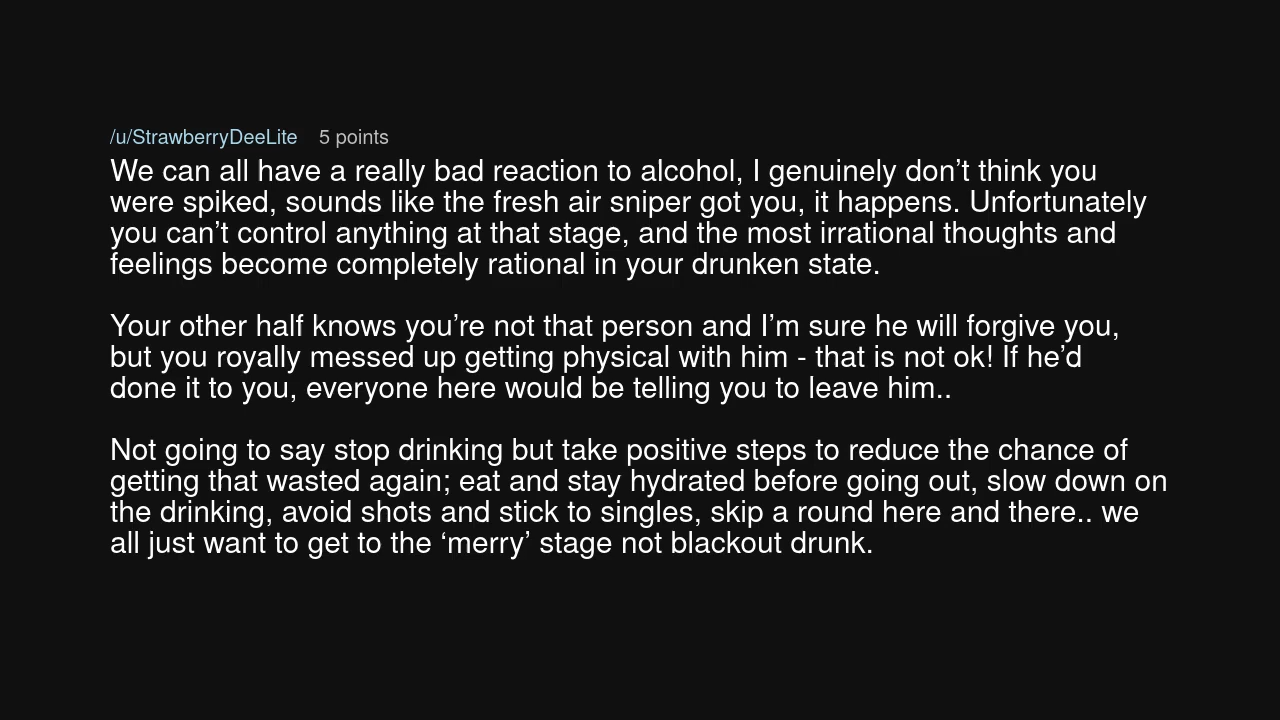 /u/StrawberryDeeLite 5 points
We can all have a really bad reaction to alcohol, I genuinely don’t think you
were spiked, sounds like the fresh air sniper got you, it happens. Unfortunately
you can’t control anything at that stage, and the most irrational thoughts and
feelings become completely rational in your drunken state.
Your other half knows you’re not that person and I’m sure he will forgive you,
but you royally messed up getting physical with him - that is not ok! If he’d
done it to you, everyone here would be telling you to leave him..
Not going to say stop drinking but take positive steps to reduce the chance of
getting that wasted again; eat and stay hydrated before going out, slow down on
the drinking, avoid shots and stick to singles, skip a round here and there.. we
all just want to get to the ‘merry’ stage not blackout drunk.